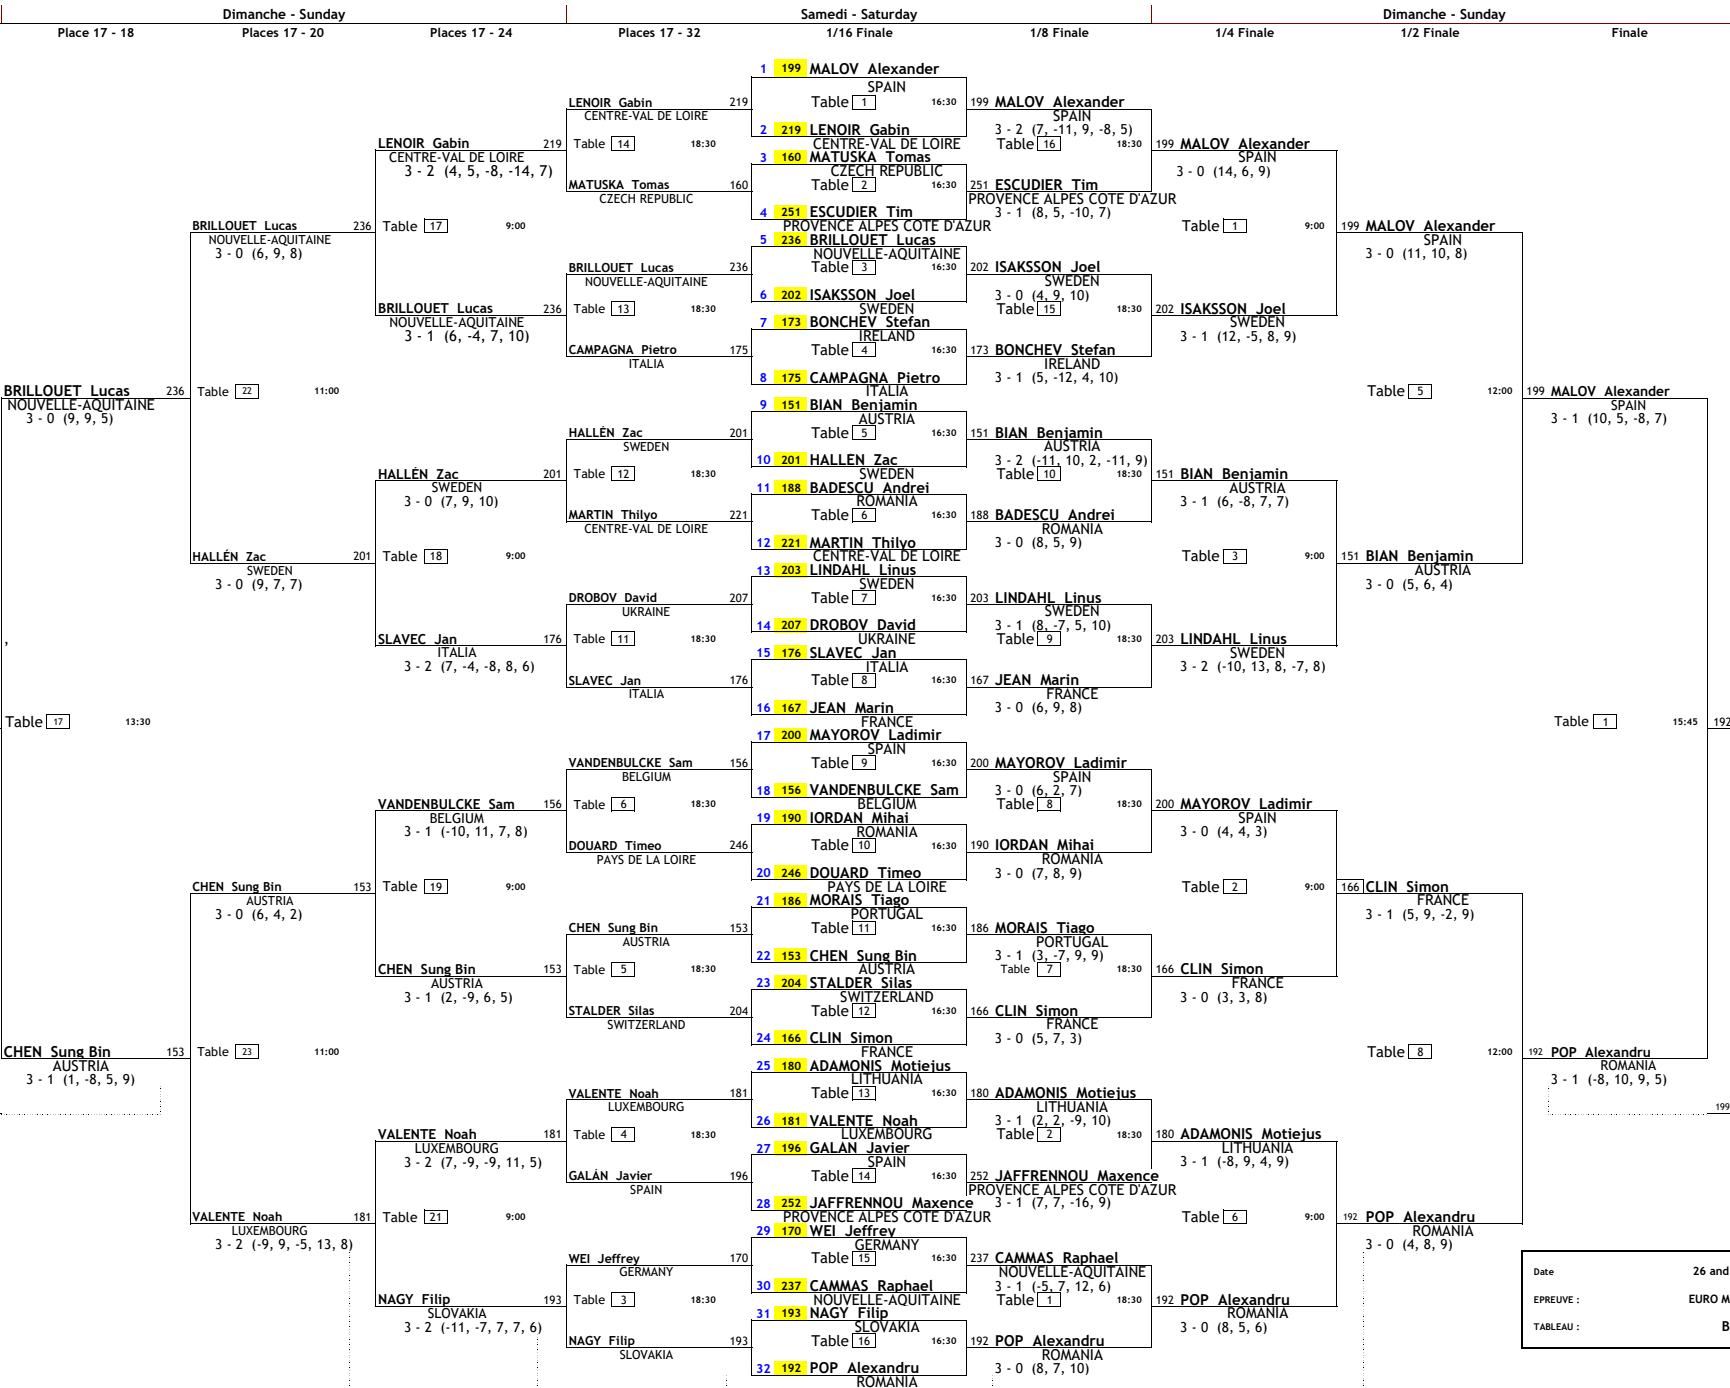 Dimanche - Sunday
Samedi - Saturday
Dimanche - Sunday
Place 17 - 18
Places 17 - 20
Places 17 - 24
Places 17 - 32
1/16 Finale
1/8 Finale
1/4 Finale
1/2 Finale
Finale
1 199 MALOV Alexander
SPAIN
LENOIR Gabin 219
Table 1 16:30
199 MALOV Alexander
CENTRE-VAL DE LOIRE
SPAIN
2 219 LENOIR Gabin
3 - 2 (7, -11, 9, -8, 5)
LENOIR Gabin 219
Table 14 18:30
CENTRE-VAL DE LOIRE
Table 16 18:30
199 MALOV Alexander
CENTRE-VAL DE LOIRE
3 160 MATUSKA Tomas
SPAIN
3 - 2 (4, 5, -8, -14, 7)
CZECH REPUBLIC
3 - 0 (14, 6, 9)
MATUSKA Tomas 160
Table 2 16:30
251 ESCUDIER Tim
CZECH REPUBLIC
PROVENCE ALPES COTE D'AZUR
4 251 ESCUDIER Tim
3 - 1 (8, 5, -10, 7)
BRILLOUET Lucas 236
Table 17 9:00
PROVENCE ALPES COTE D'AZUR
Table 1 9:00
199 MALOV Alexander
NOUVELLE-AQUITAINE
5 236 BRILLOUET Lucas
SPAIN
3 - 0 (6, 9, 8)
NOUVELLE-AQUITAINE
3 - 0 (11, 10, 8)
BRILLOUET Lucas 236
Table 3 16:30
202 ISAKSSON Joel
NOUVELLE-AQUITAINE
SWEDEN
6 202 ISAKSSON Joel
3 - 0 (4, 9, 10)
BRILLOUET Lucas 236
Table 13 18:30
SWEDEN
Table 15 18:30
202 ISAKSSON Joel
NOUVELLE-AQUITAINE
7 173 BONCHEV Stefan
SWEDEN
3 - 1 (6, -4, 7, 10)
IRELAND
3 - 1 (12, -5, 8, 9)
CAMPAGNA Pietro 175
Table 4 16:30
173 BONCHEV Stefan
ITALIA
IRELAND
8 175 CAMPAGNA Pietro
3 - 1 (5, -12, 4, 10)
BRILLOUET Lucas 236
Table 22 11:00
ITALIA
Table 5 12:00
199 MALOV Alexander
NOUVELLE-AQUITAINE
9 151 BIAN Benjamin
SPAIN
3 - 0 (9, 9, 5)
AUSTRIA
3 - 1 (10, 5, -8, 7)
HALLÉN Zac 201
Table 5 16:30
151 BIAN Benjamin
SWEDEN
AUSTRIA
10 201 HALLÉN Zac
3 - 2 (-11, 10, 2, -11, 9)
HALLÉN Zac 201
Table 12 18:30
SWEDEN
Table 10 18:30
151 BIAN Benjamin
SWEDEN
11 188 BADESCU Andrei
AUSTRIA
3 - 0 (7, 9, 10)
ROMANIA
3 - 1 (6, -8, 7, 7)
MARTIN Thilyo 221
Table 6 16:30
188 BADESCU Andrei
CENTRE-VAL DE LOIRE
ROMANIA
12 221 MARTIN Thilyo
3 - 0 (8, 5, 9)
HALLÉN Zac 201
Table 18 9:00
CENTRE-VAL DE LOIRE
Table 3 9:00
151 BIAN Benjamin
SWEDEN
13 203 LINDAHL Linus
AUSTRIA
3 - 0 (9, 7, 7)
SWEDEN
3 - 0 (5, 6, 4)
DROBOV David 207
Table 7 16:30
203 LINDAHL Linus
UKRAINE
SWEDEN
14 207 DROBOV David
3 - 1 (8, -7, 5, 10)
,
SLAVEC Jan 176
Table 11 18:30
UKRAINE
Table 9 18:30
203 LINDAHL Linus
ITALIA
15 176 SLAVEC Jan
SWEDEN
3 - 2 (7, -4, -8, 8, 6)
ITALIA
3 - 2 (-10, 13, 8, -7, 8)
SLAVEC Jan 176
Table 8 16:30
167 JEAN Marin
ITALIA
FRANCE
16 167 JEAN Marin
3 - 0 (6, 9, 8)
Table 17 13:30
FRANCE
Table 1 15:45
192
17 200 MAYOROV Ladimir
SPAIN
VANDENBULCKE Sam 156
Table 9 16:30
200 MAYOROV Ladimir
BELGIUM
SPAIN
18 156 VANDENBULCKE Sam
3 - 0 (6, 2, 7)
VANDENBULCKE Sam 156
Table 6 18:30
BELGIUM
Table 8 18:30
200 MAYOROV Ladimir
BELGIUM
19 190 IORDAN Mihai
SPAIN
3 - 1 (-10, 11, 7, 8)
ROMANIA
3 - 0 (4, 4, 3)
DOUARD Timeo 246
Table 10 16:30
190 IORDAN Mihai
PAYS DE LA LOIRE
ROMANIA
20 246 DOUARD Timeo
3 - 0 (7, 8, 9)
CHEN Sung Bin 153
Table 19 9:00
PAYS DE LA LOIRE
Table 2 9:00
166 CLIN Simon
AUSTRIA
21 186 MORAIS Tiago
FRANCE
3 - 0 (6, 4, 2)
PORTUGAL
3 - 1 (5, 9, -2, 9)
CHEN Sung Bin 153
Table 11 16:30
186 MORAIS Tiago
AUSTRIA
PORTUGAL
22 153 CHEN Sung Bin
3 - 1 (3, -7, 9, 9)
CHEN Sung Bin 153
Table 5 18:30
AUSTRIA
Table 7 18:30
166 CLIN Simon
AUSTRIA
23 204 STALDER Silas
FRANCE
3 - 1 (2, -9, 6, 5)
SWITZERLAND
3 - 0 (3, 3, 8)
STALDER Silas 204
Table 12 16:30
166 CLIN Simon
SWITZERLAND
FRANCE
24 166 CLIN Simon
3 - 0 (5, 7, 3)
CHEN Sung Bin 153
Table 23 11:00
FRANCE
Table 8 12:00
192 POP Alexandru
AUSTRIA
25 180 ADAMONIS Motiejus
ROMANIA
3 - 1 (1, -8, 5, 9)
LITHUANIA
3 - 1 (-8, 10, 9, 5)
VALENTE Noah 181
Table 13 16:30
180 ADAMONIS Motiejus
199
LUXEMBOURG
LITHUANIA
26 181 VALENTE Noah
3 - 1 (2, 2, -9, 10)
VALENTE Noah 181
Table 4 18:30
LUXEMBOURG
Table 2 18:30
180 ADAMONIS Motiejus
LUXEMBOURG
27 196 GALÁN Javier
LITHUANIA
3 - 2 (7, -9, -9, 11, 5)
SPAIN
3 - 1 (-8, 9, 4, 9)
GALÁN Javier 196
Table 14 16:30
252 JAFFRENNOU Maxence
SPAIN
PROVENCE ALPES COTE D'AZUR
28 252 JAFFRENNOU Maxence
3 - 1 (7, 7, -16, 9)
VALENTE Noah 181
Table 21 9:00
PROVENCE ALPES COTE D'AZUR
Table 6 9:00
192 POP Alexandru
LUXEMBOURG
29 170 WEI Jeffrey
ROMANIA
3 - 2 (-9, 9, -5, 13, 8)
GERMANY
3 - 0 (4, 8, 9)
WEI Jeffrey 170
Table 15 16:30
237 CAMMAS Raphael
GERMANY
NOUVELLE-AQUITAINE
Date 26 and
30 237 CAMMAS Raphael
3 - 1 (-5, 7, 12, 6)
NAGY Filip 193
Table 3 18:30
NOUVELLE-AQUITAINE
Table 1 18:30
192 POP Alexandru
EPREUVE : EURO M
SLOVAKIA
31 193 NAGY Filip
ROMANIA
3 - 2 (-11, -7, 7, 7, 6)
SLOVAKIA
3 - 0 (8, 5, 6)
TABLEAU : B
NAGY Filip 193
Table 16 16:30
192 POP Alexandru
SLOVAKIA
ROMANIA
32 192 POP Alexandru
3 - 0 (8, 7, 10)
ROMANIA